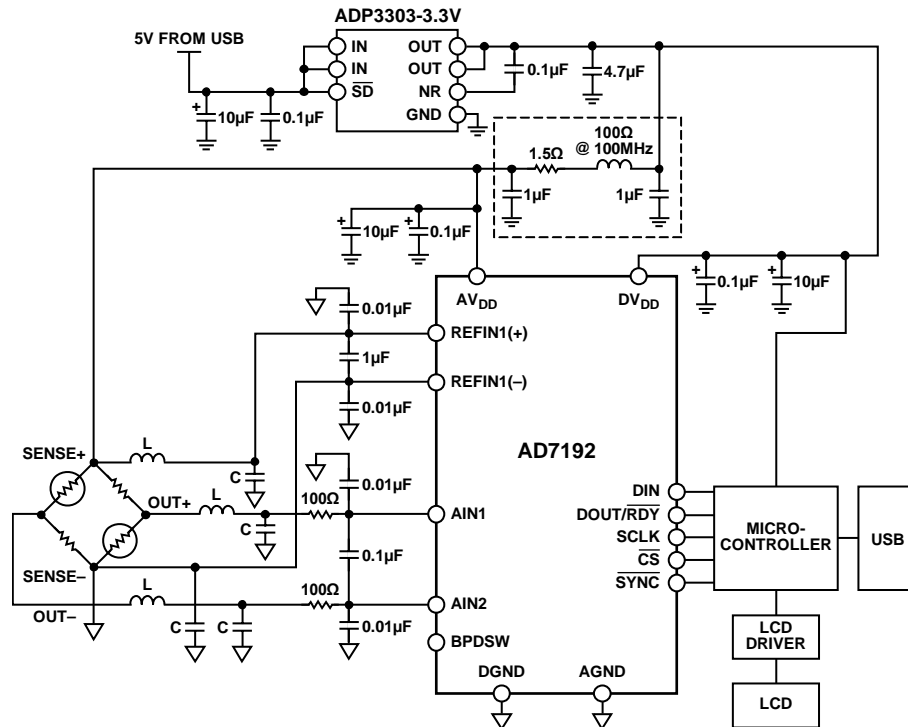 ADP3303-3.3V
5V FROM USB
IN
OUT
IN
OUT
SD
NR
GND
+
10µF
0.1µF
0.1µF
4.7µF
100Ω
@ 100MHz
1.5Ω
1µF
1µF
+
10µF
+
0.1µF
AVDD
DVDD
+
0.1µF
+
10µF
0.01µF
REFIN1(+)
1µF
REFIN1(–)
0.01µF
AD7192
SENSE+
L
C
0.01µF
OUT+
L
100Ω
AIN1
C
0.1µF
SENSE–
L
100Ω
AIN2
OUT–
C
C
0.01µF
BPDSW
DIN
DOUT/RDY
SCLK
CS
SYNC
MICRO-
CONTROLLER
USB
DGND
AGND
LCD
DRIVER
LCD